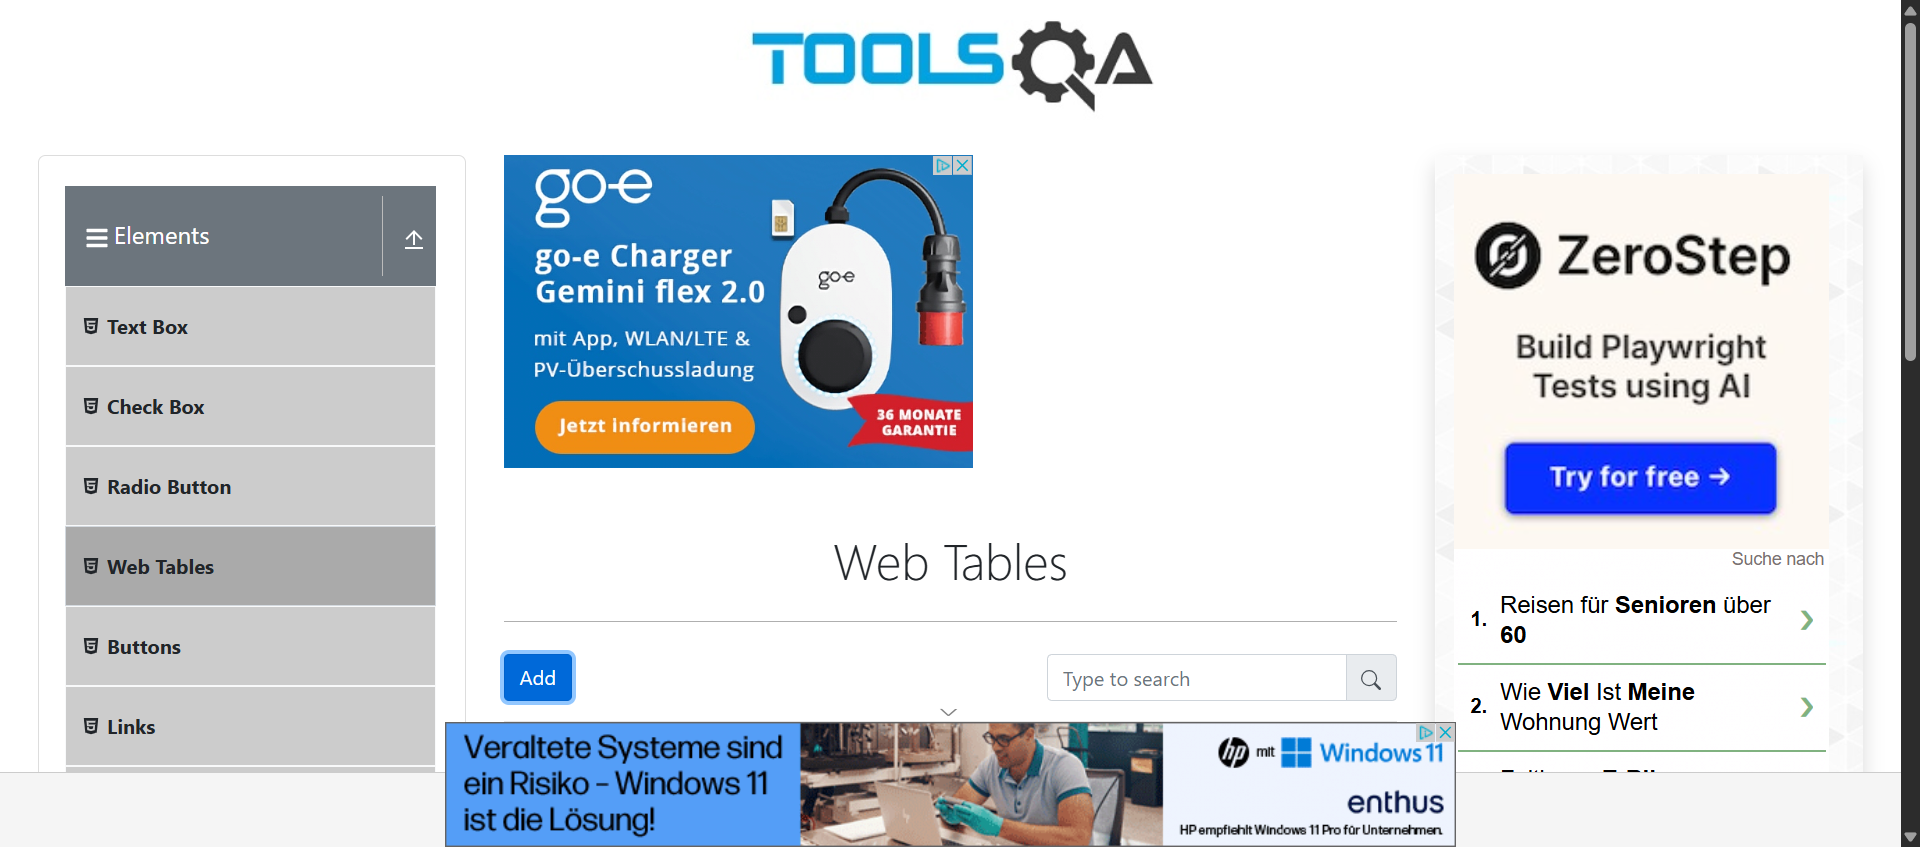 TOOLSQA
Elements
Text Box
Check Box
Radio Button
Web Tables
Buttons
Links
go-e
go-e Charger
Gemini flex 2.0
mit App, WLAN/LTE &
PV-Überschussladung
Jetzt informieren
go-e
36 MONATE
GARANTIE
Web Tables
Add
Type to search
ZeroStep
Build Playwright
Tests using AI
Try for free →
Suche nach
1. Reisen für Senioren über
60
2. Wie Viel Ist Meine
Wohnung Wert
Veraltete Systeme sind
ein Risiko – Windows 11
ist die Lösung!
hp mit Windows 11
enthus
HP empfiehlt Windows 11 Pro für Unternehmen.